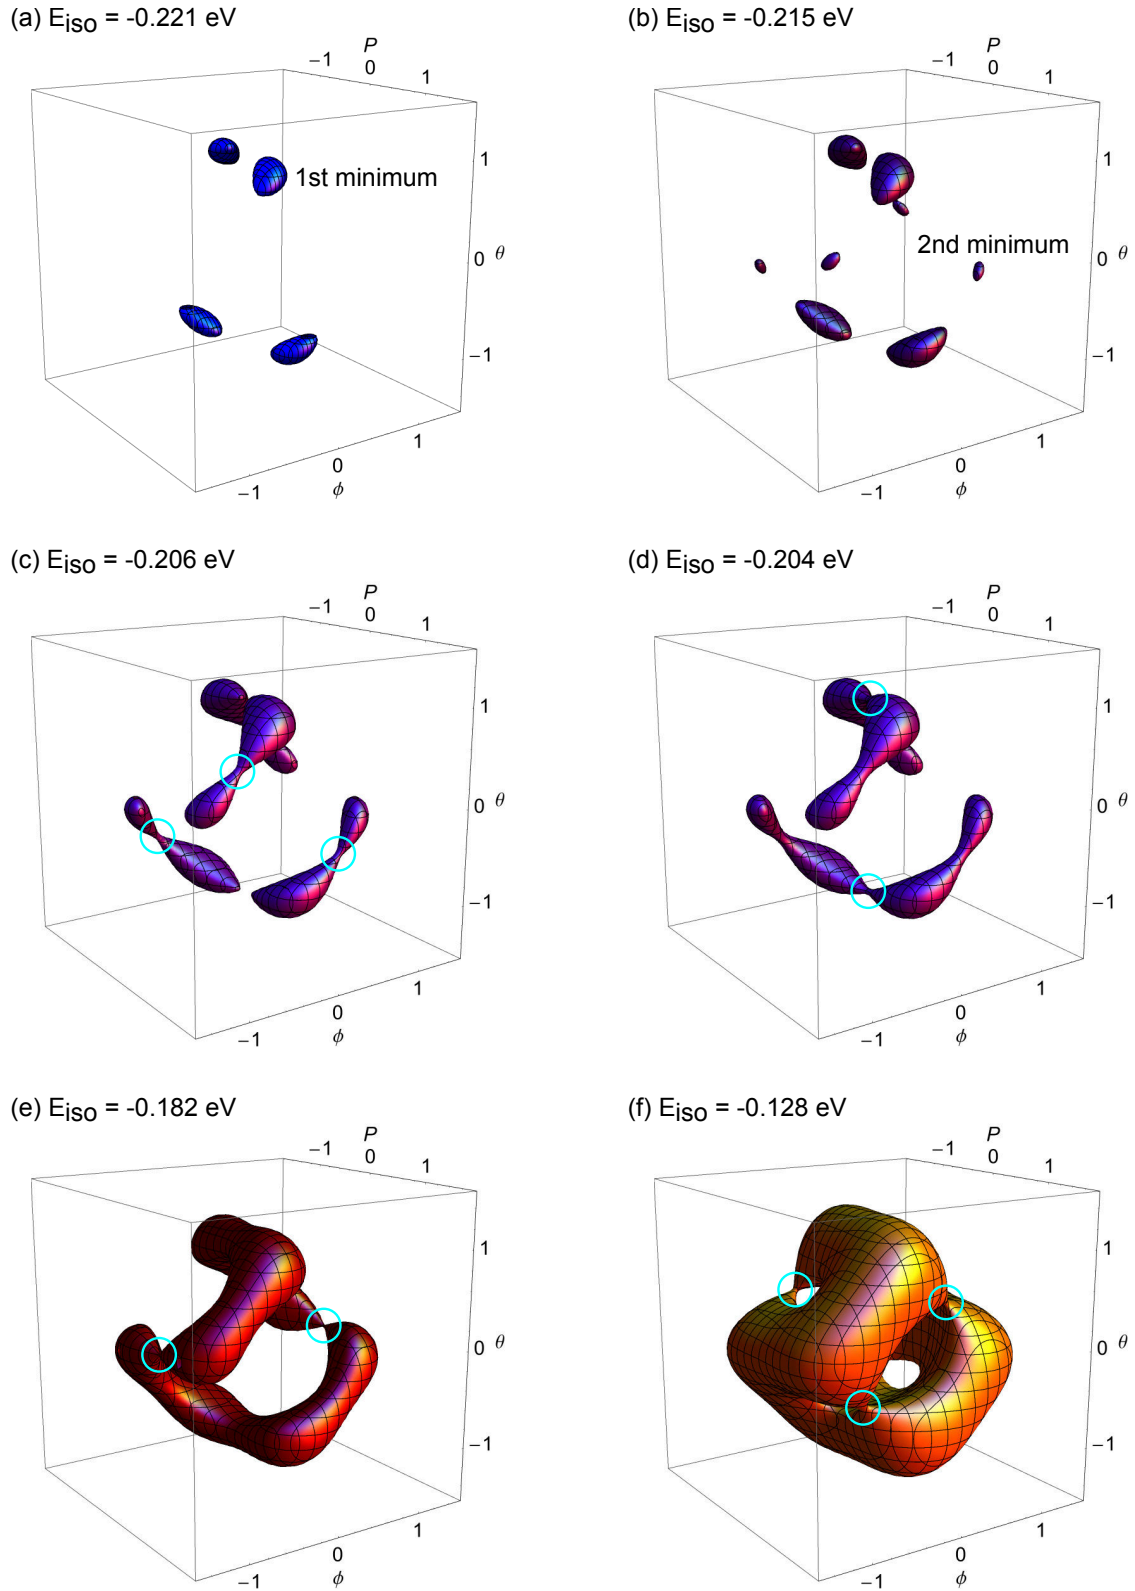 (a) Eiso = -0.221 eV
(b) Eiso = -0.215 eV
P
−1 0 1
1st minimum
1
0 θ
−1
1
0
−1 φ
P
−1 0 1
2nd minimum
1
0 θ
−1
1
0
−1 φ
(c) Eiso = -0.206 eV
(d) Eiso = -0.204 eV
P
−1 0 1
1
0 θ
−1
1
0
−1 φ
P
−1 0 1
1
0 θ
−1
1
0
−1 φ
(e) Eiso = -0.182 eV
(f) Eiso = -0.128 eV
P
−1 0 1
1
0 θ
−1
1
0
−1 φ
P
−1 0 1
1
0 θ
−1
1
0
−1 φ